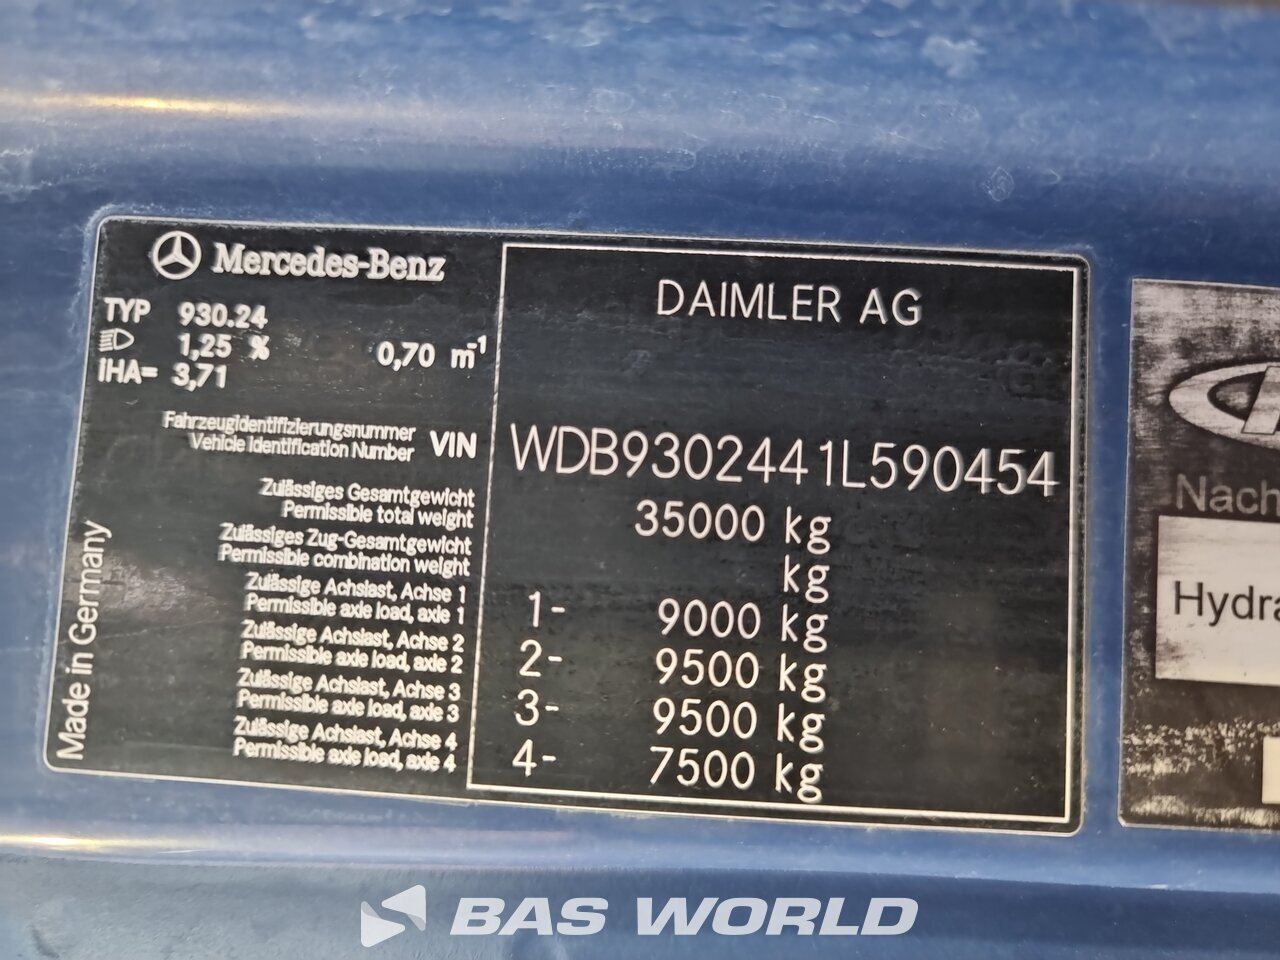 Mercedes-Benz
TYP 930.24
1,25 % 0,70 m-1
iHA= 3,71
DAIMLER AG
Fahrzeugidentifizierungsnummer
Vehicle Identification Number VIN WDB9302441L590454
Zulässiges Gesamtgewicht
Permissible total weight 35000 kg
Zulässiges Zug-Gesamtgewicht
Permissible combination weight kg
Zulässige Achslast, Achse 1
Permissible axle load, axle 1 1- 9000 kg
Zulässige Achslast, Achse 2
Permissible axle load, axle 2 2- 9500 kg
Zulässige Achslast, Achse 3
Permissible axle load, axle 3 3- 9500 kg
Zulässige Achslast, Achse 4
Permissible axle load, axle 4 4- 7500 kg
Made in Germany
Nach
Hydra
BAS WORLD